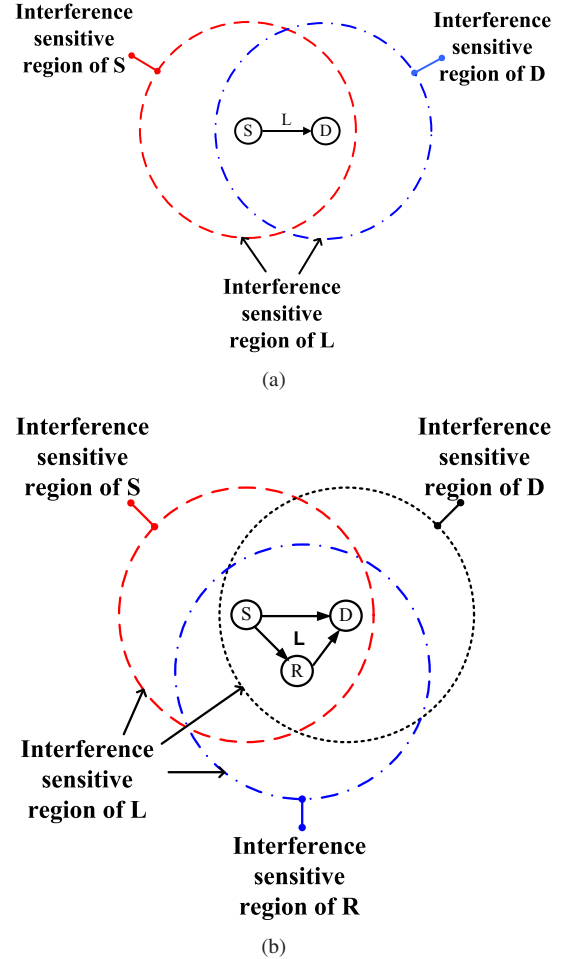 Interference
sensitive
region of S
Interference
sensitive
region of D
S
L
D
Interference
sensitive
region of L
(a)
Interference
sensitive
region of S
Interference
sensitive
region of D
S
D
L
R
Interference
sensitive
region of L
Interference
sensitive
region of R
(b)